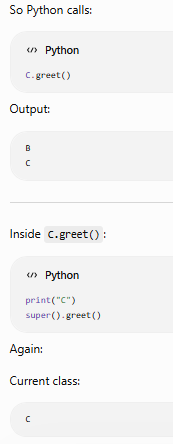 So Python calls:
</> Python
C.greet()
Output:
B
C
Inside C.greet():
</> Python
print("C")
super().greet()
Again:
Current class:
C